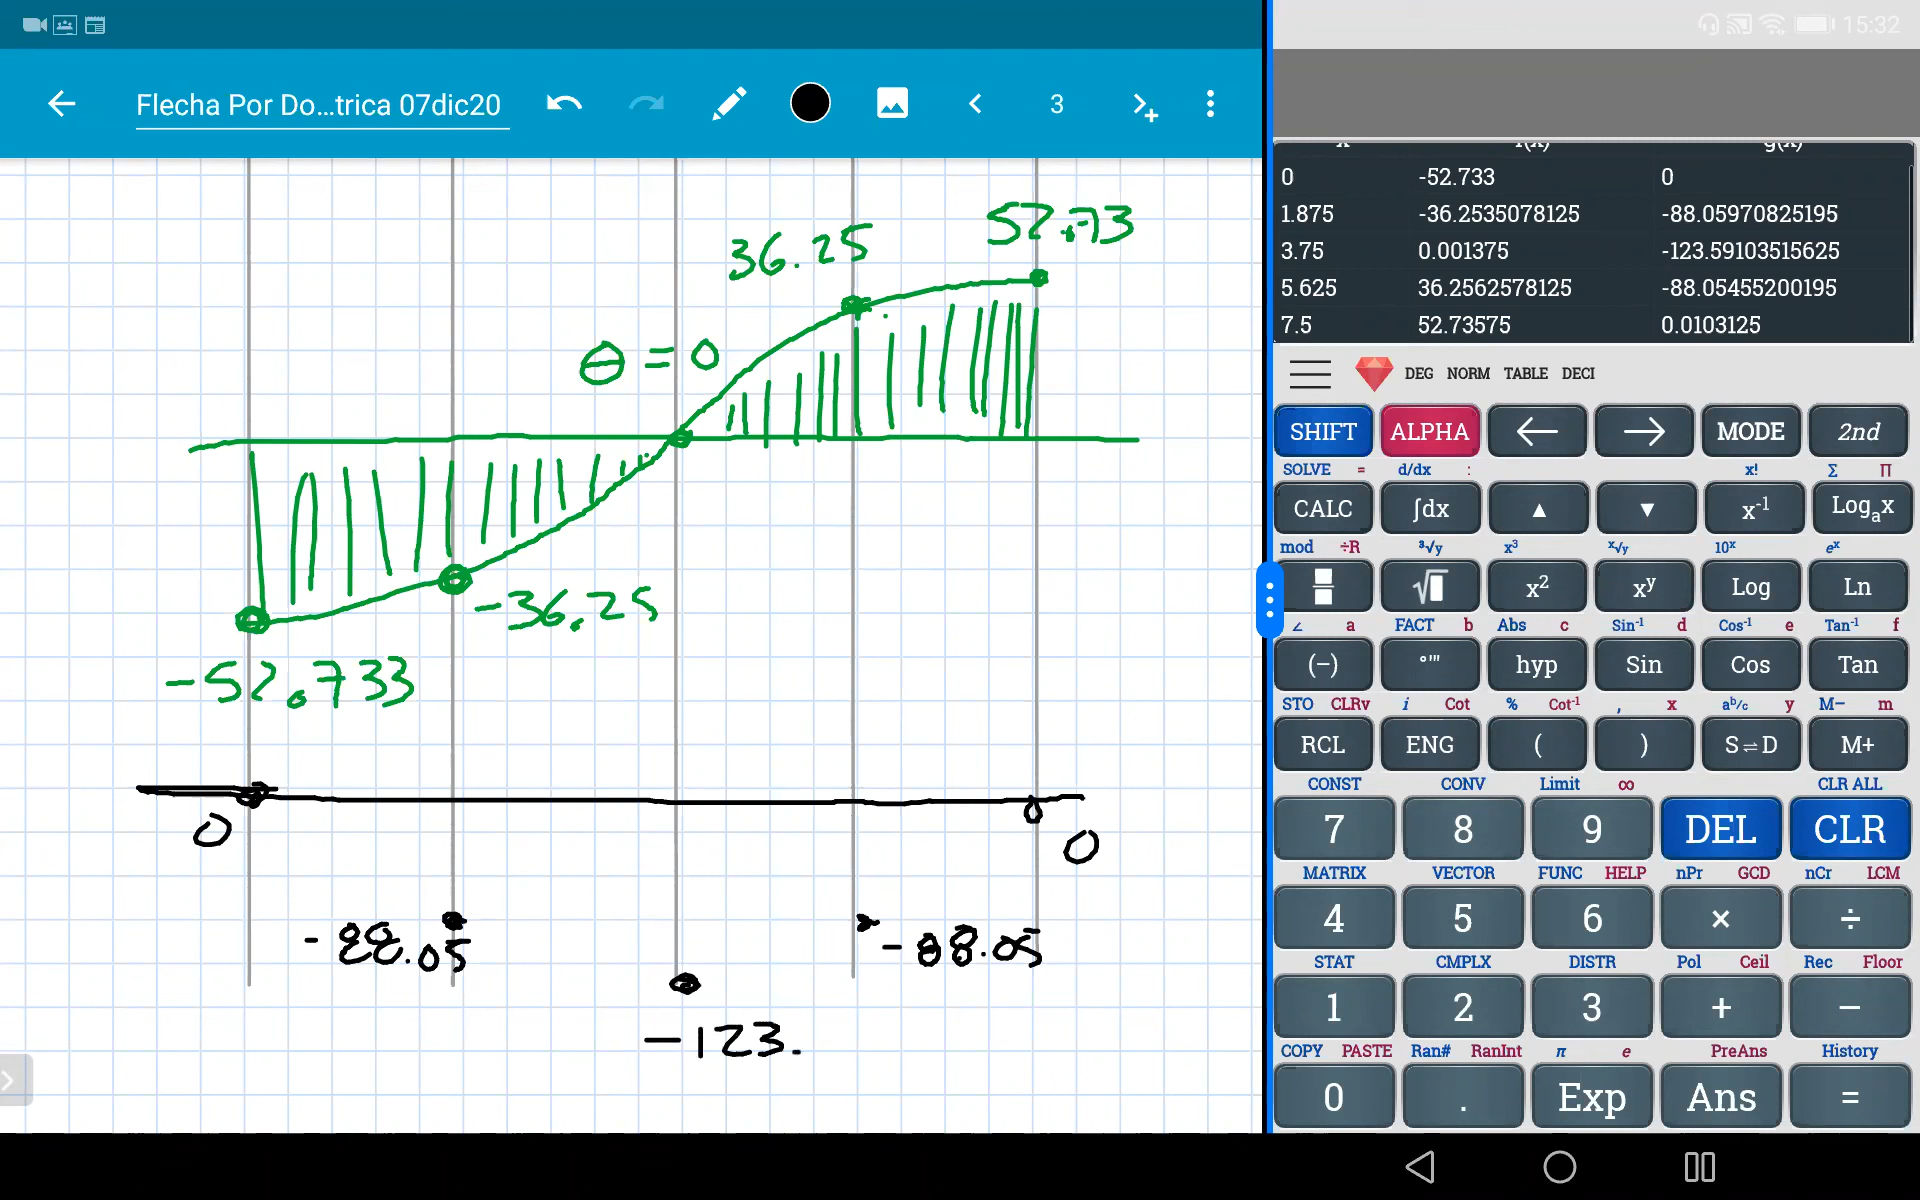 15:32
Flecha Por Do...trica 07dic20
3
52.73
36.25
θ = 0
-36.25
-52.733
0
0
-88.05
-88.05
-123.
x f(x) g(x)
0 -52.733 0
1.875 -36.2535078125 -88.05970825195
3.75 0.001375 -123.59103515625
5.625 36.2562578125 -88.05455200195
7.5 52.73575 0.0103125
DEG NORM TABLE DECI
SHIFT ALPHA ← → MODE 2nd
SOLVE = d/dx : x! Σ Π
CALC ∫dx ▲ ▼ x⁻¹ Logₐx
mod ÷R ³√y x³ ˣ√y 10ˣ eˣ
√ x² xʸ Log Ln
∠ a FACT b Abs c Sin⁻¹ d Cos⁻¹ e Tan⁻¹ f
(−) °'" hyp Sin Cos Tan
STO CLRv i Cot % Cot⁻¹ , x aᵇ/c y M− m
RCL ENG ( ) S⇌D M+
CONST CONV Limit ∞ CLR ALL
7 8 9 DEL CLR
MATRIX VECTOR FUNC HELP nPr GCD nCr LCM
4 5 6 × ÷
STAT CMPLX DISTR Pol Ceil Rec Floor
1 2 3 + −
COPY PASTE Ran# RanInt π e PreAns History
0 . Exp Ans =